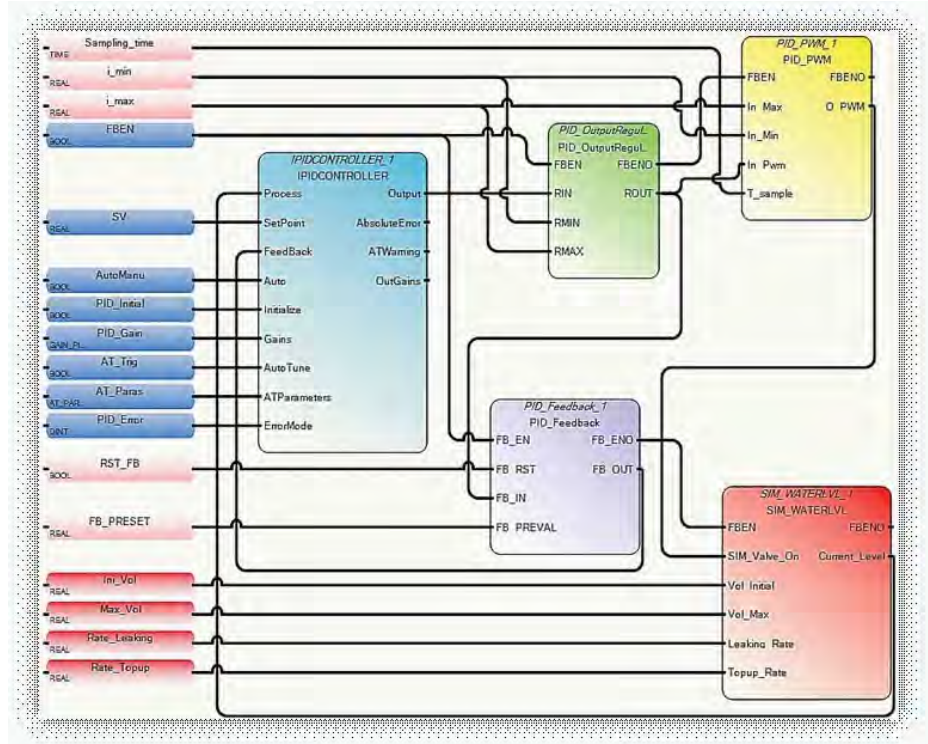 Sampling_time
TIME
i_min
REAL
i_max
REAL
FBEN
BOOL
SV
REAL
AutoManu
BOOL
PID_Initial
BOOL
PID_Gain
GAIN_PI..
AT_Trig
BOOL
AT_Paras
AT_PAR..
PID_Error
DINT
RST_FB
BOOL
FB_PRESET
REAL
Ini_Vol
REAL
Max_Vol
REAL
Rate_Leaking
REAL
Rate_Topup
REAL
IPIDCONTROLLER_1
IPIDCONTROLLER
Process Output
SetPoint AbsoluteError
FeedBack ATWarning
Auto OutGains
Initialize
Gains
AutoTune
ATParameters
ErrorMode
PID_OutputRegul..
PID_OutputRegul..
FBEN FBENO
RIN ROUT
RMIN
RMAX
PID_PWM_1
PID_PWM
FBEN FBENO
In_Max O_PWM
In_Min
In_Pwm
T_sample
PID_Feedback_1
PID_Feedback
FB_EN FB_ENO
FB_RST FB_OUT
FB_IN
FB_PREVAL
SIM_WATERLVL_1
SIM_WATERLVL
FBEN FBENO
SIM_Valve_On Current_Level
Vol_Initial
Vol_Max
Leaking_Rate
Topup_Rate